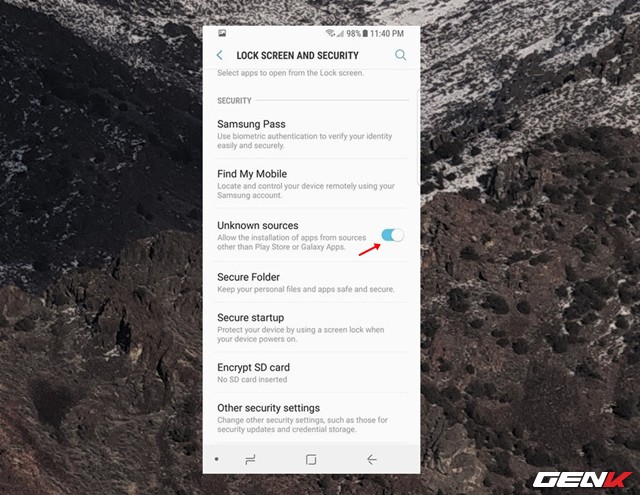 98% 11:40 PM
LOCK SCREEN AND SECURITY
Select apps to open from the Lock screen.
SECURITY
Samsung Pass
Use biometric authentication to verify your identity
easily and securely.
Find My Mobile
Locate and control your device remotely using your
Samsung account.
Unknown sources
Allow the installation of apps from sources
other than Play Store or Galaxy Apps.
Secure Folder
Keep your personal files and apps safe and secure.
Secure startup
Protect your device by using a screen lock when
your device powers on.
Encrypt SD card
No SD card inserted
Other security settings
Change other security settings, such as those for
security updates and credential storage.
GENK